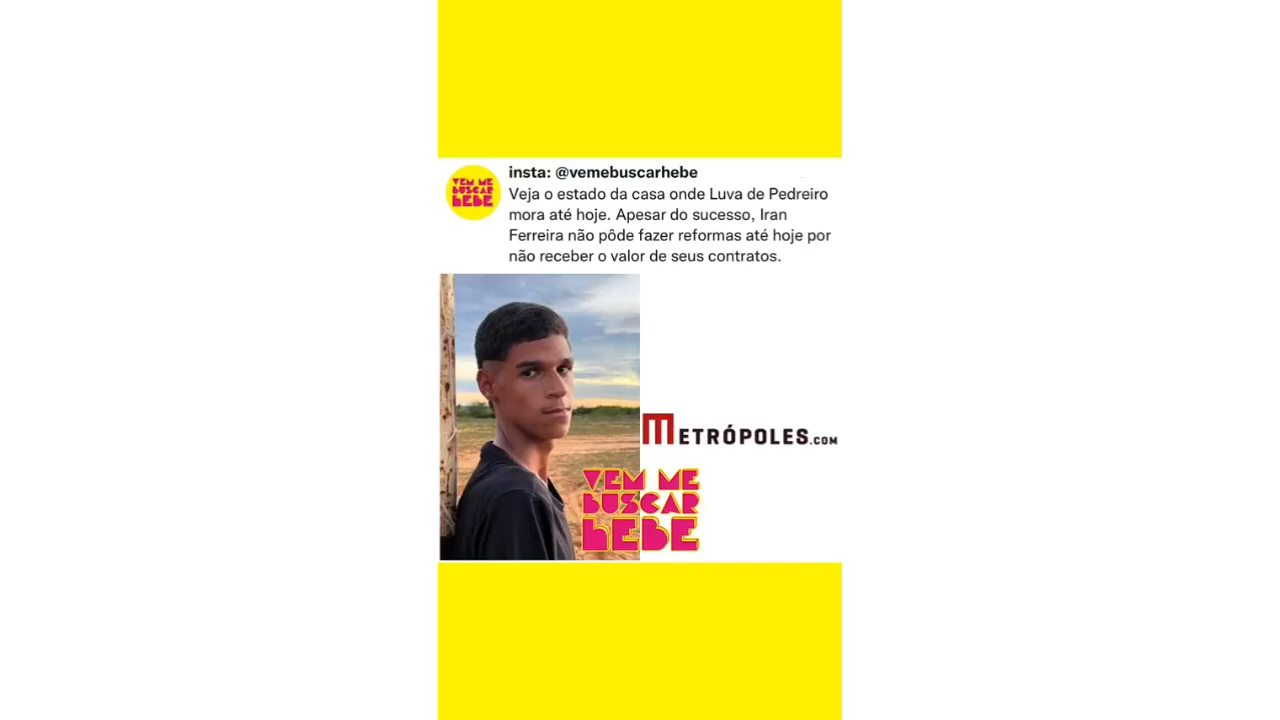 VEM ME
BUSCAR
HEBE
insta: @vemebuscarhebe
Veja o estado da casa onde Luva de Pedreiro
mora até hoje. Apesar do sucesso, Iran
Ferreira não pôde fazer reformas até hoje por
não receber o valor de seus contratos.
METRÓPOLES.COM
VEM ME
BUSCAR
HEBE